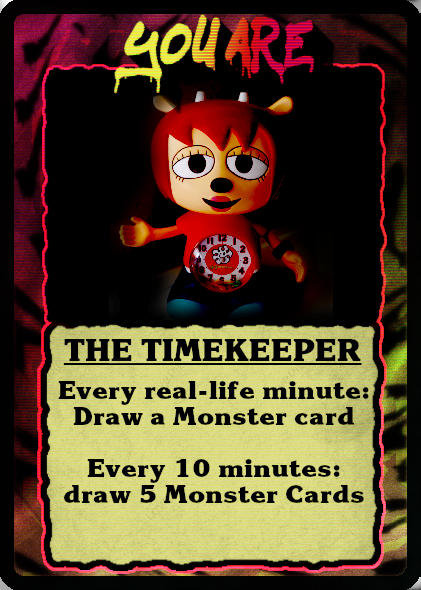 YOU ARE
THE TIMEKEEPER
Every real-life minute:
Draw a Monster card
Every 10 minutes:
draw 5 Monster Cards